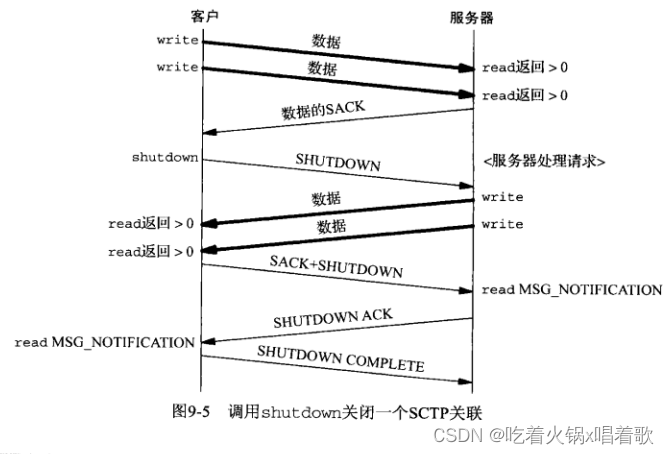 客户 服务器
write 数据 read返回>0
write 数据 read返回>0
数据的SACK
shutdown SHUTDOWN <服务器处理请求>
数据 write
read返回>0 数据 write
read返回>0
SACK+SHUTDOWN read MSG_NOTIFICATION
SHUTDOWN ACK
read MSG_NOTIFICATION SHUTDOWN COMPLETE
图9-5 调用shutdown关闭一个SCTP关联
CSDN @吃着火锅x唱着歌